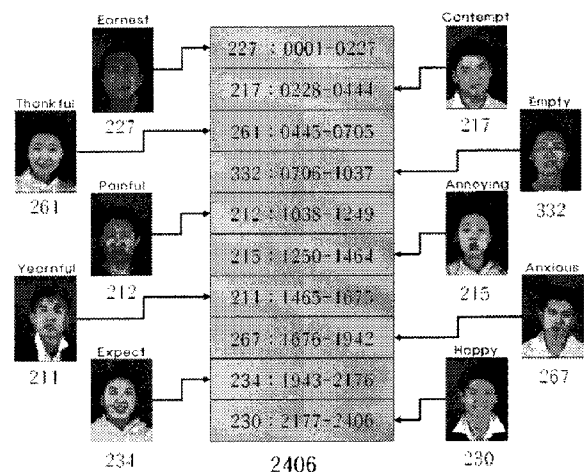 Earnest
227
Thankful
261
Painful
212
Yearnful
211
Expect
234
227 : 0001-0227
217 : 0228-0444
261 : 0445-0705
332 : 0706-1037
212 : 1038-1249
215 : 1250-1464
211 : 1465-1675
267 : 1676-1942
234 : 1943-2176
230 : 2177-2406
2406
Contempt
217
Empty
332
Annoying
215
Anxious
267
Happy
230